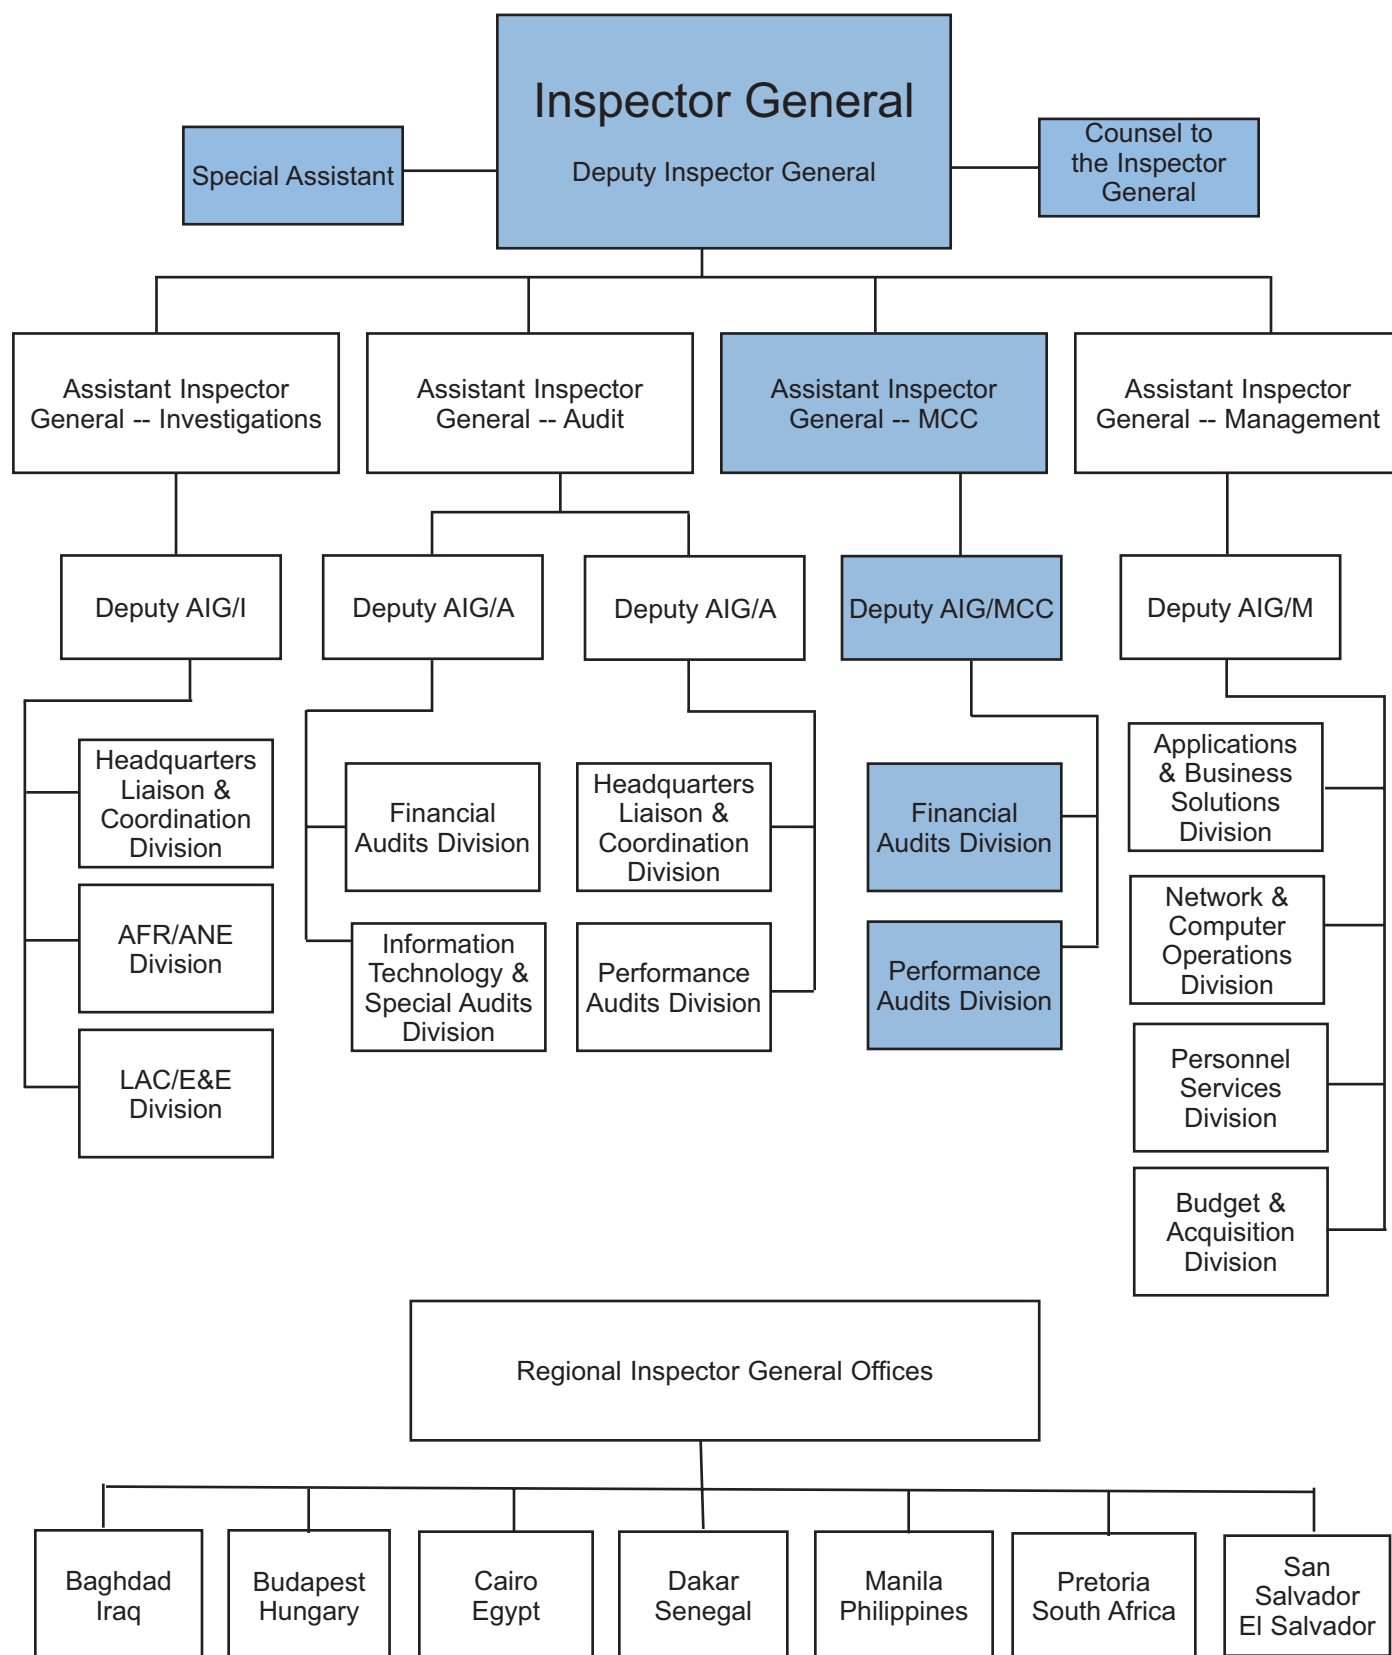 Inspector General
Deputy Inspector General
Special Assistant
Counsel to
the Inspector
General
Assistant Inspector
General -- Investigations
Assistant Inspector
General -- Audit
Assistant Inspector
General -- MCC
Assistant Inspector
General -- Management
Deputy AIG/I
Deputy AIG/A
Deputy AIG/A
Deputy AIG/MCC
Deputy AIG/M
Headquarters
Liaison &
Coordination
Division
AFR/ANE
Division
LAC/E&E
Division
Financial
Audits Division
Information
Technology &
Special Audits
Division
Headquarters
Liaison &
Coordination
Division
Performance
Audits Division
Financial
Audits Division
Performance
Audits Division
Applications
& Business
Solutions
Division
Network &
Computer
Operations
Division
Personnel
Services
Division
Budget &
Acquisition
Division
Regional Inspector General Offices
Baghdad
Iraq
Budapest
Hungary
Cairo
Egypt
Dakar
Senegal
Manila
Philippines
Pretoria
South Africa
San
Salvador
El Salvador